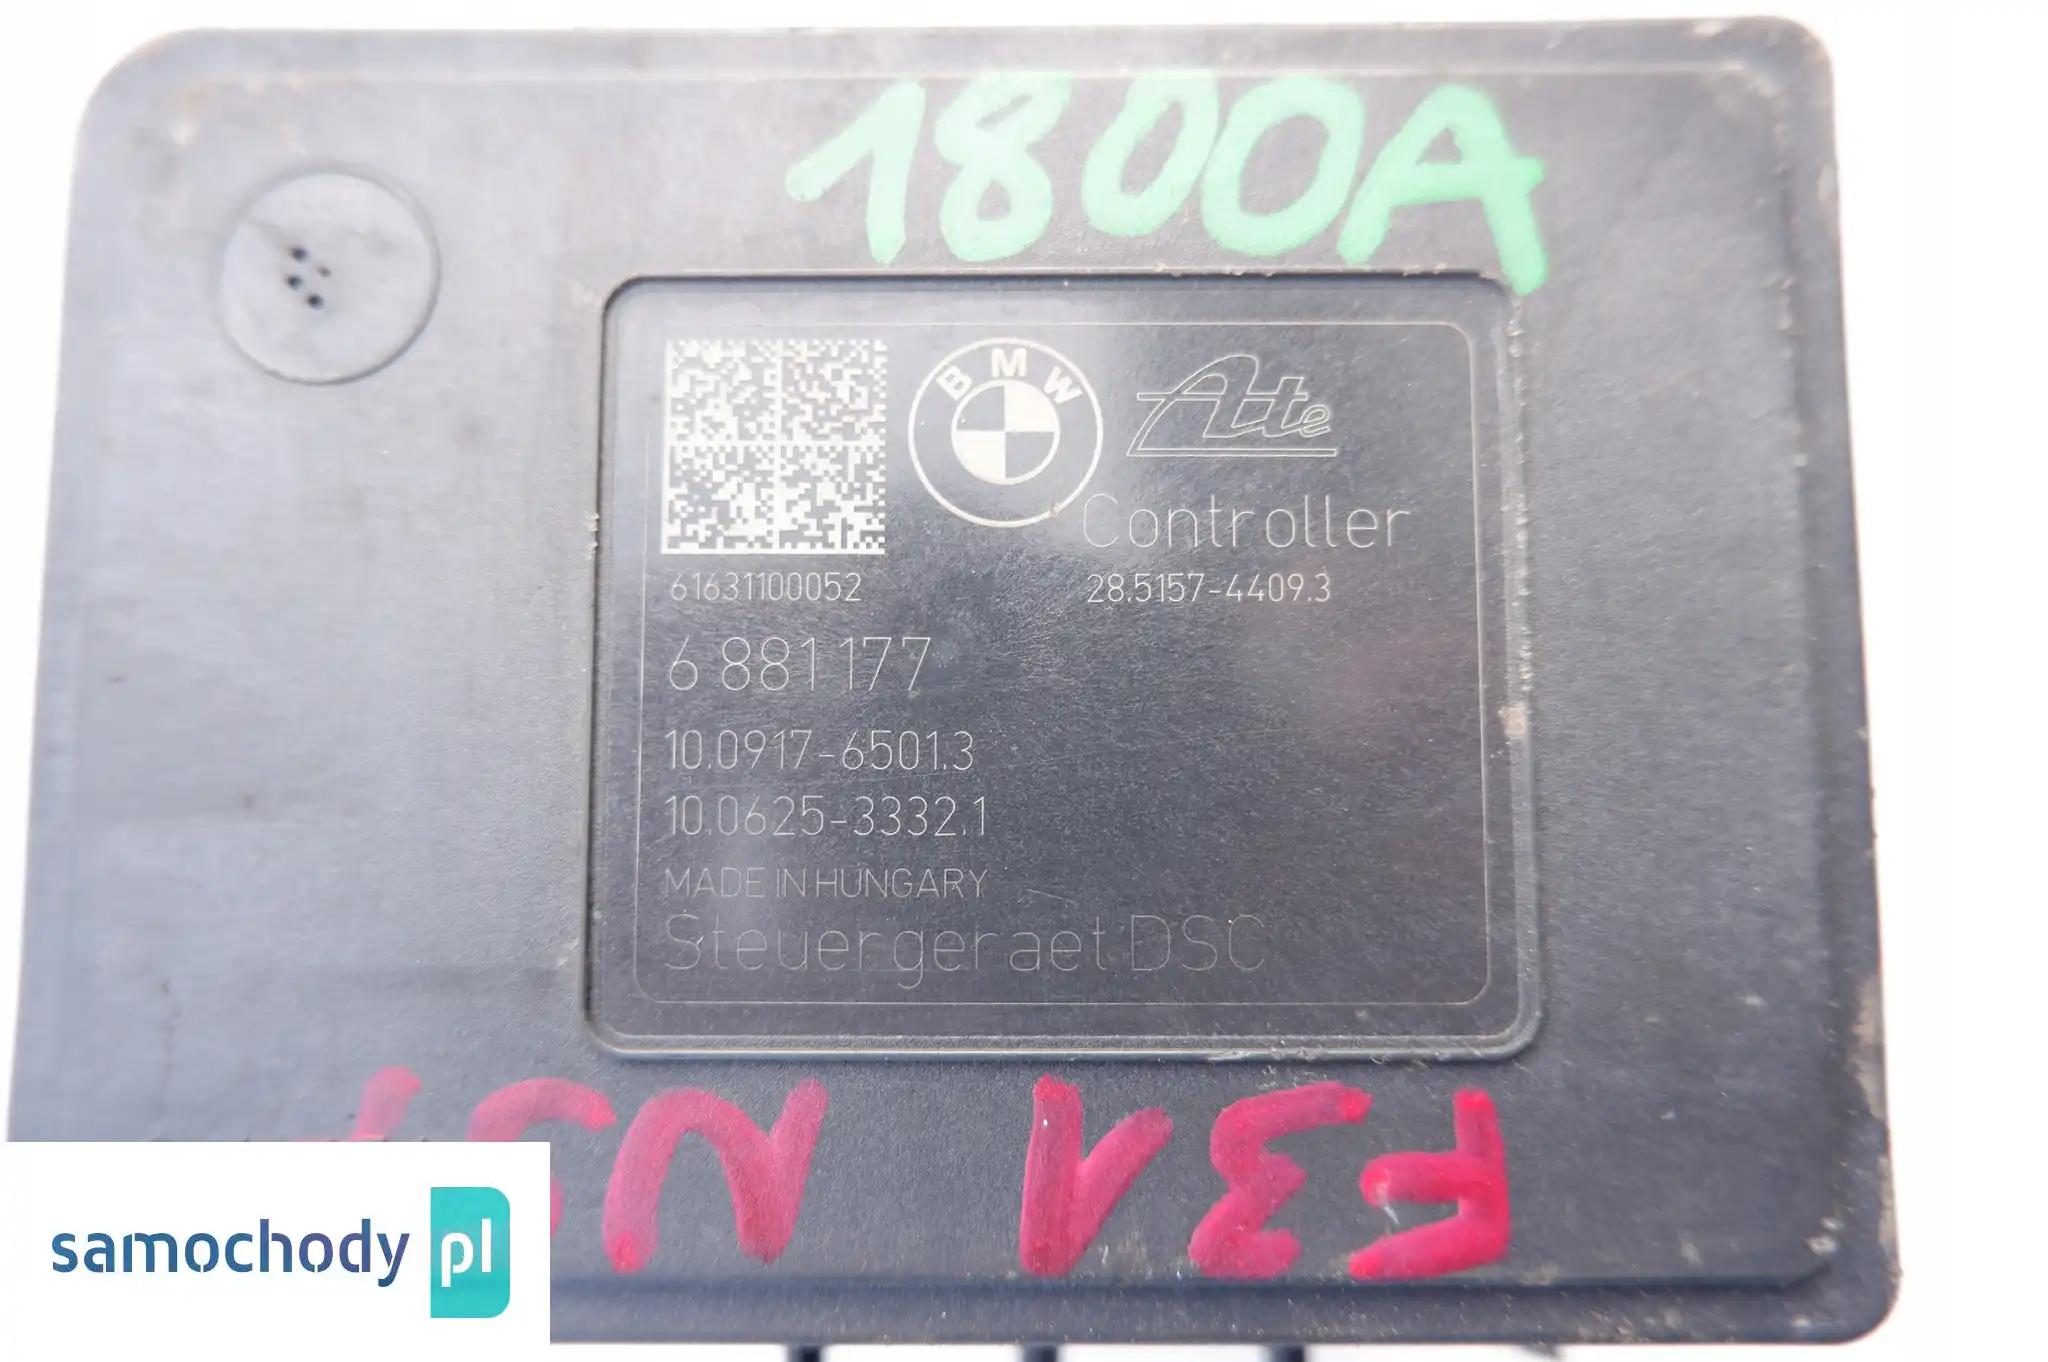 1800A
BMW
Ate
Controller
61631100052
28.5157-4409.3
6 881 177
10.0917-6501.3
10.0625-3332.1
MADE IN HUNGARY
Steuergeraet DSC
F31
samochody pl